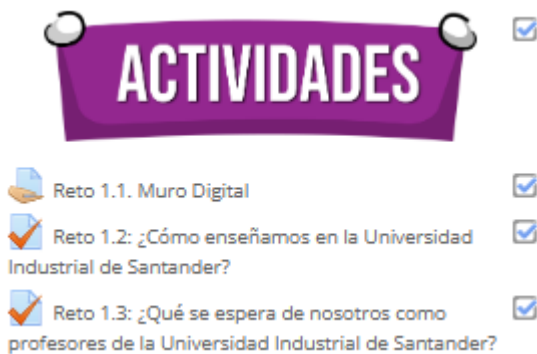 ACTIVIDADES
Reto 1.1. Muro Digital
Reto 1.2: ¿Cómo enseñamos en la Universidad
Industrial de Santander?
Reto 1.3: ¿Qué se espera de nosotros como
profesores de la Universidad Industrial de Santander?